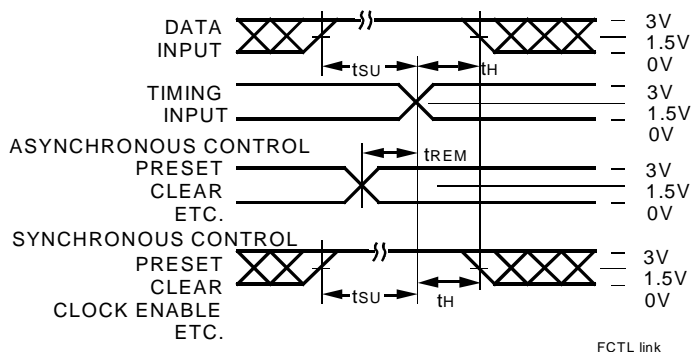 DATA
INPUT
tSU
tH
3V
1.5V
0V
TIMING
INPUT
3V
1.5V
0V
ASYNCHRONOUS CONTROL
PRESET
CLEAR
ETC.
tREM
3V
1.5V
0V
SYNCHRONOUS CONTROL
PRESET
CLEAR
CLOCK ENABLE
ETC.
tSU
tH
3V
1.5V
0V
FCTL link